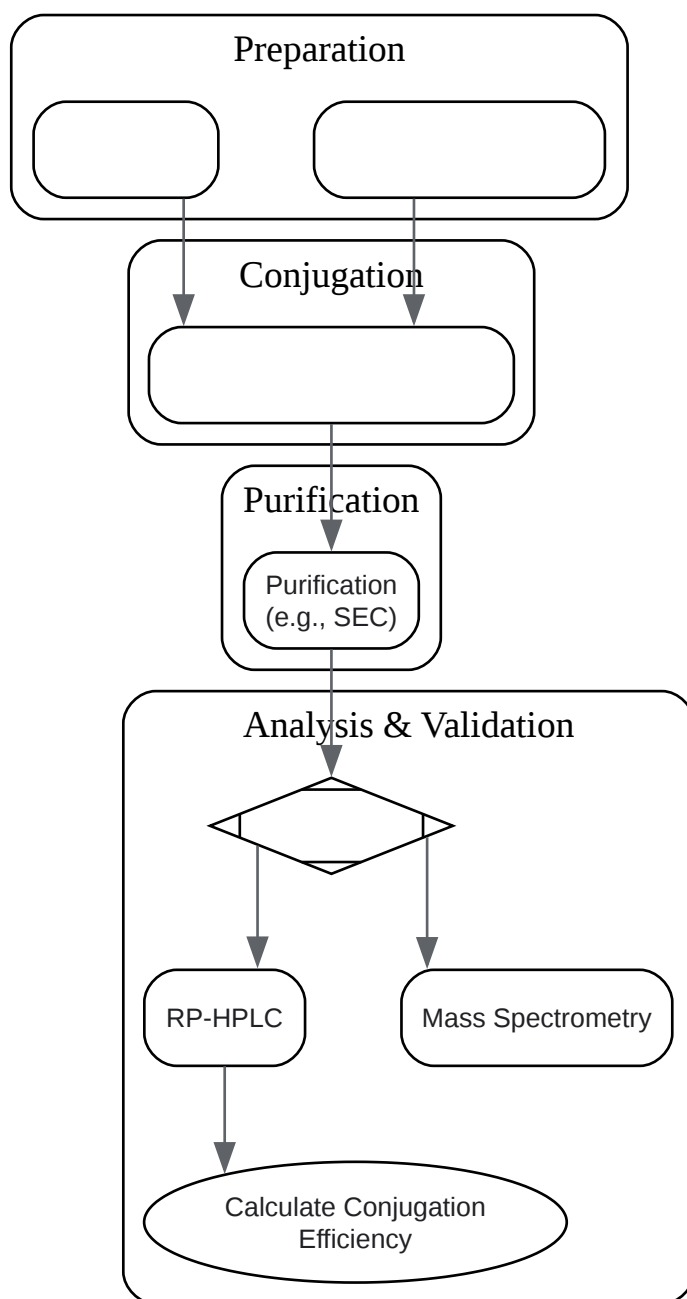 Preparation
Conjugation
Purification
Purification
(e.g., SEC)
Analysis & Validation
RP-HPLC
Mass Spectrometry
Calculate Conjugation
Efficiency